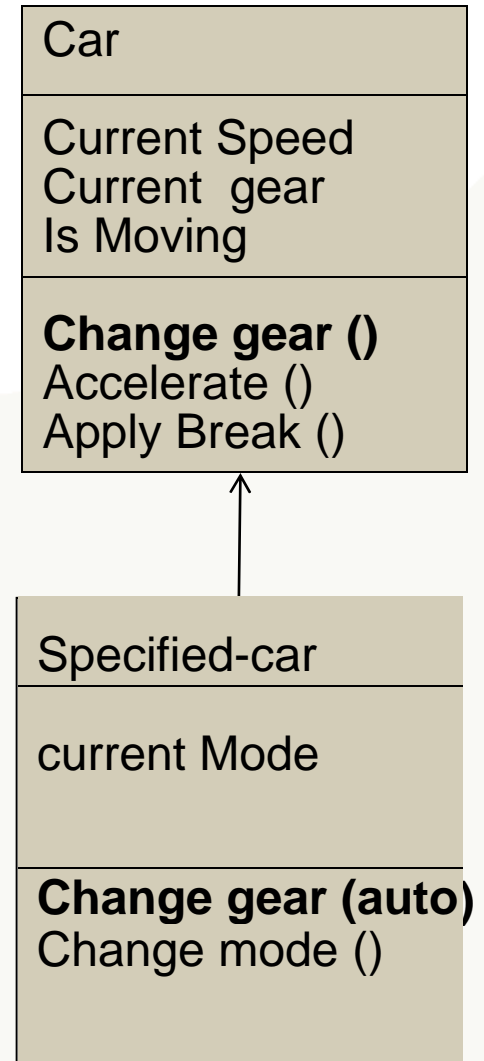 Car
Current Speed
Current gear
Is Moving
Change gear ()
Accelerate ()
Apply Break ()
Specified-car
current Mode
Change gear (auto)
Change mode ()